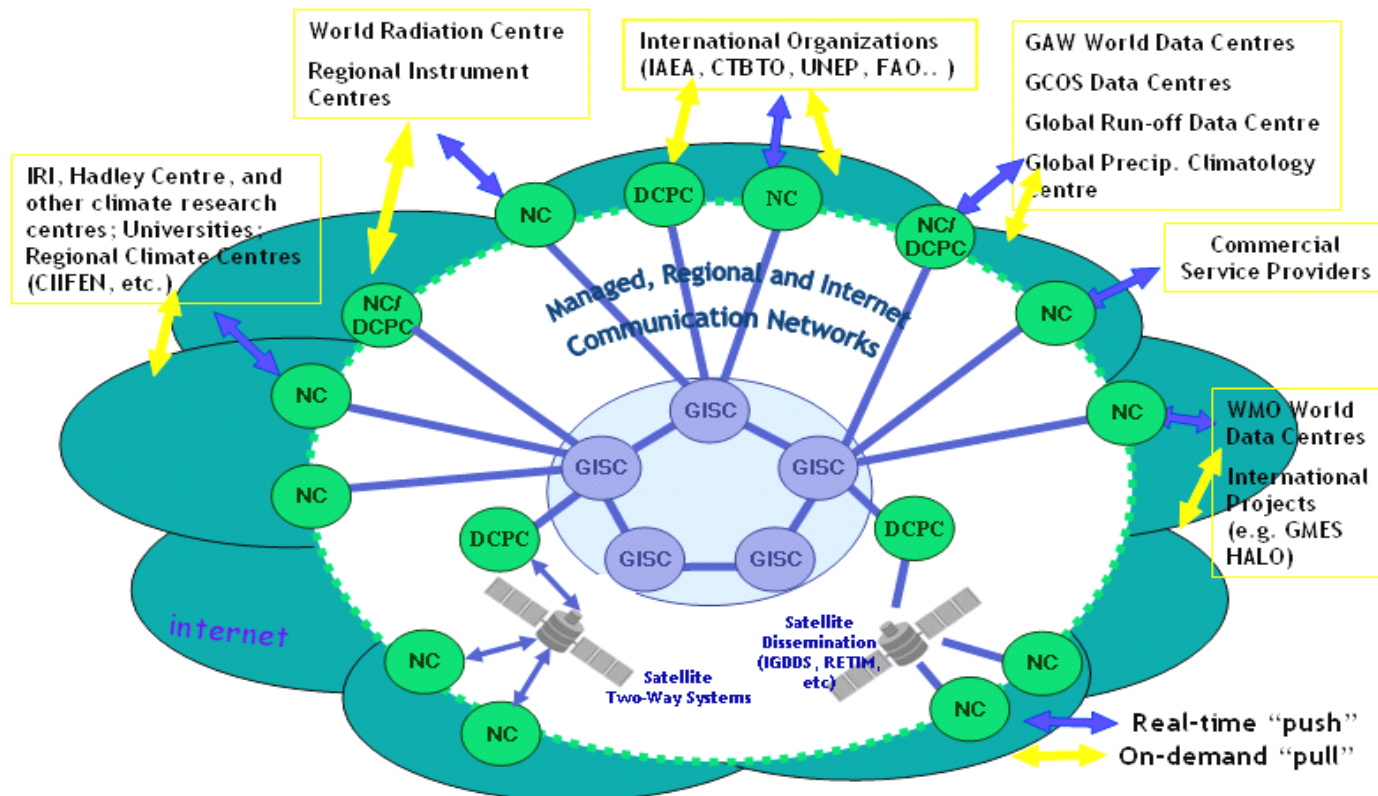 World Radiation Centre
Regional Instrument
Centres
International Organizations
(IAEA, CTBTO, UNEP, FAO.. )
GAW World Data Centres
GCOS Data Centres
Global Run-off Data Centre
Global Precip. Climatology
Centre
IRI, Hadley Centre, and
other climate research
centres; Universities;
Regional Climate Centres
(CIIFEN, etc.)
Commercial
Service Providers
WMO World
Data Centres
International
Projects
(e.g. GMES
HALO)
NC
DCPC
NC
NC/
DCPC
NC/
DCPC
NC
NC
NC
NC
Managed, Regional and Internet
Communication Networks
GISC
GISC
GISC
GISC
GISC
DCPC
DCPC
internet
NC
NC
NC
NC
Satellite
Two-Way Systems
Satellite
Dissemination
(IGDDS, RETIM,
etc)
Real-time “push”
On-demand “pull”